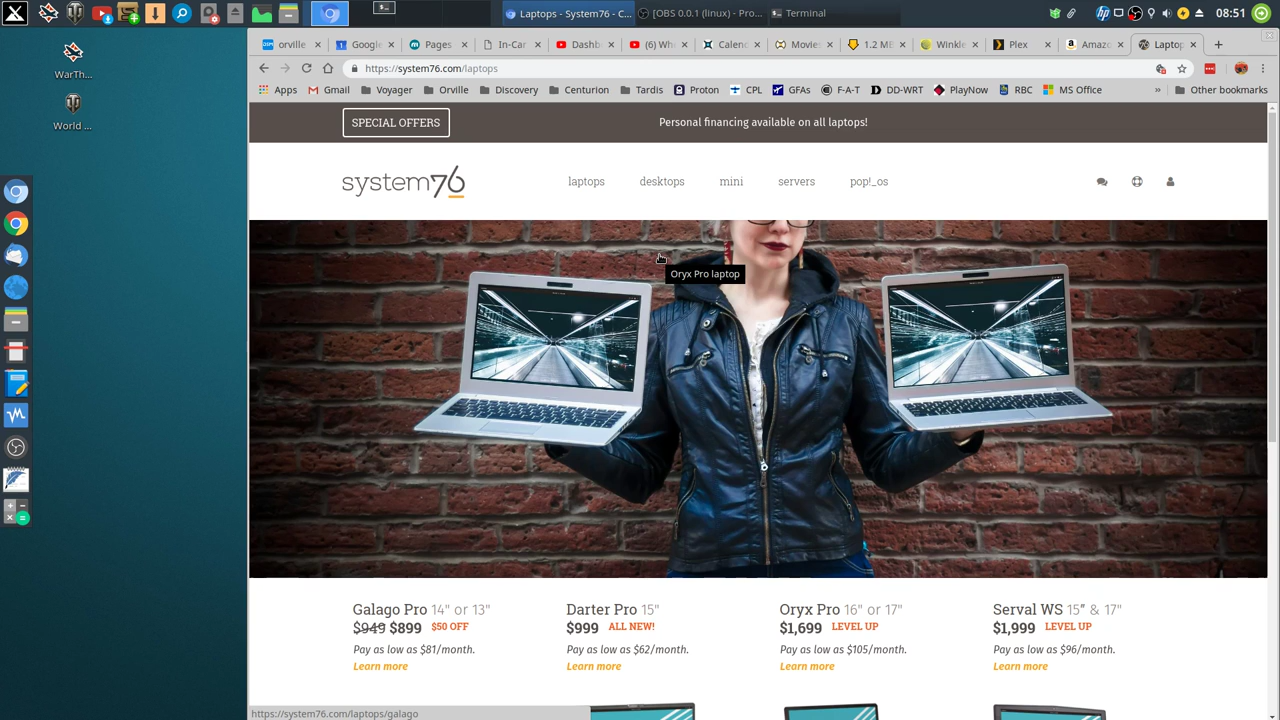 Laptops - System76 - C...
[OBS 0.0.1 (linux) - Pro...
Terminal
08:51
orville
Google
Pages
In-Car
Dashb
(6) Wh
Calenc
Movies
1.2 ME
Winkle
Plex
Amaz
Laptop
WarTh...
World ...
https://system76.com/laptops
Apps
Gmail
Voyager
Orville
Discovery
Centurion
Tardis
Proton
CPL
GFAs
F-A-T
DD-WRT
PlayNow
RBC
MS Office
»
Other bookmarks
SPECIAL OFFERS
Personal financing available on all laptops!
system76
laptops
desktops
mini
servers
pop!_os
Oryx Pro laptop
Galago Pro 14" or 13"
$949 $899 $50 OFF
Pay as low as $81/month.
Learn more
Darter Pro 15"
$999 ALL NEW!
Pay as low as $62/month.
Learn more
Oryx Pro 16" or 17"
$1,699 LEVEL UP
Pay as low as $105/month.
Learn more
Serval WS 15” & 17"
$1,999 LEVEL UP
Pay as low as $96/month.
Learn more
https://system76.com/laptops/galago